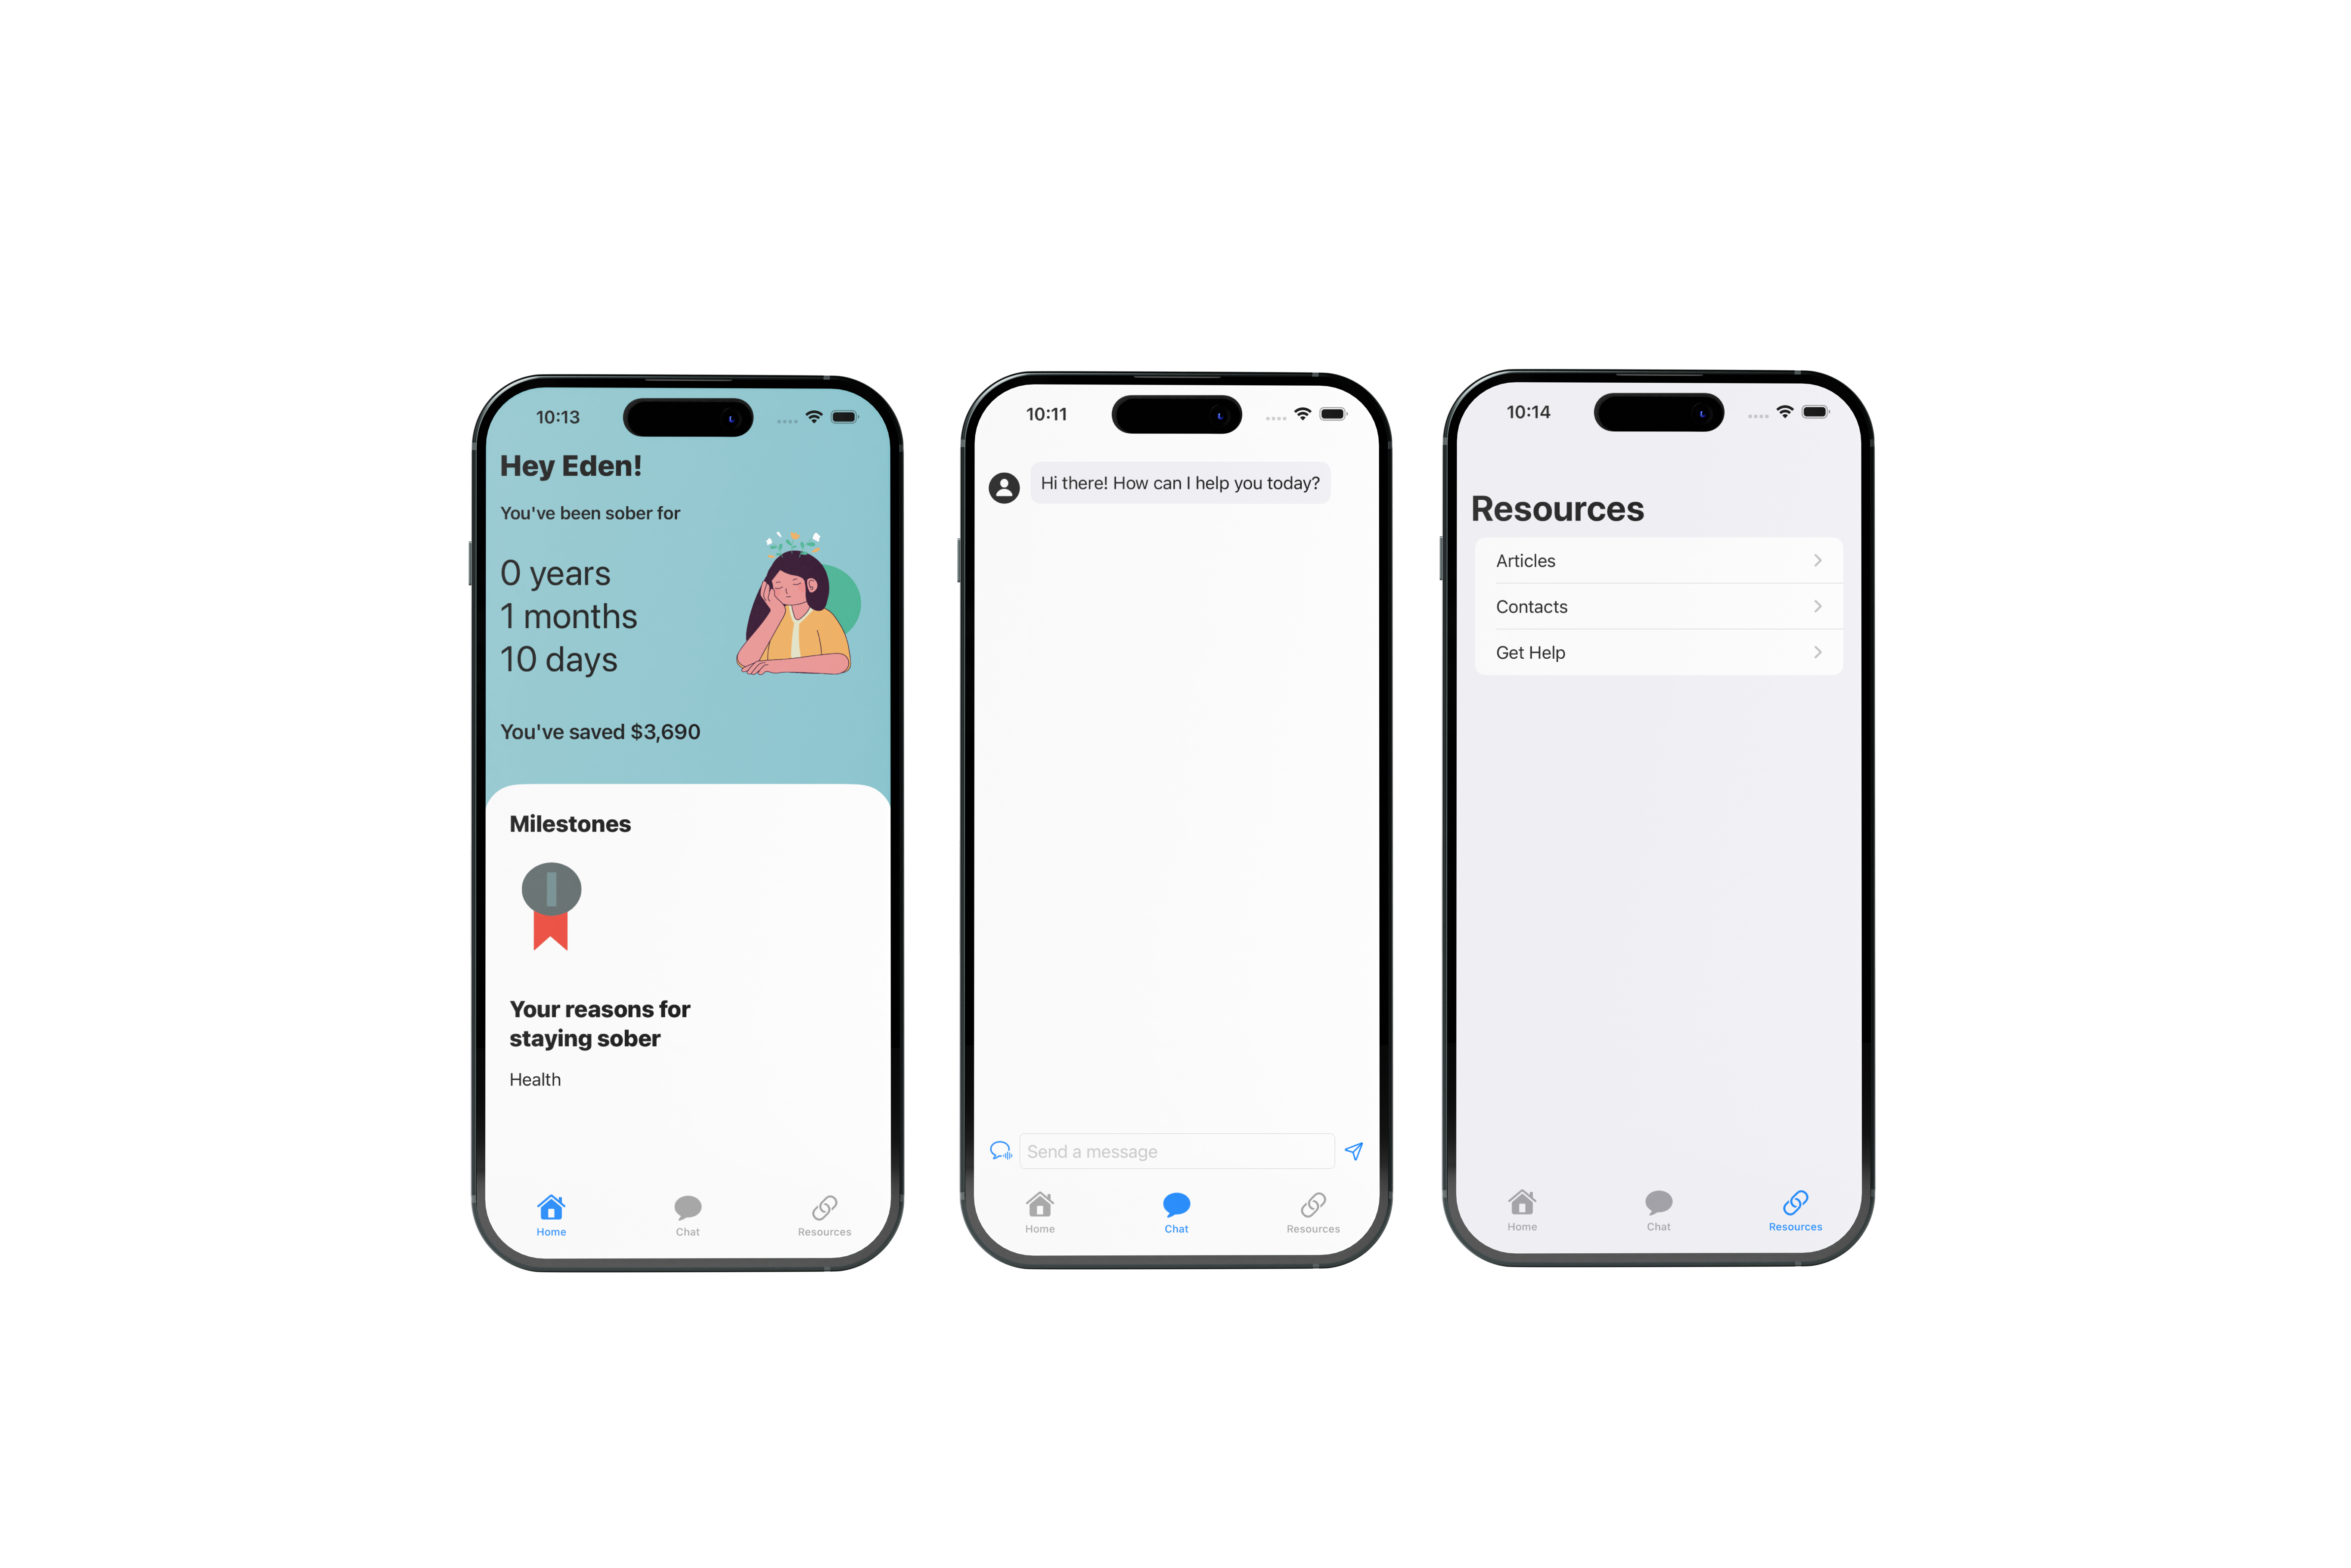 10:13
Hey Eden!
You've been sober for
0 years
1 months
10 days
You've saved $3,690
Milestones
I
Your reasons for
staying sober
Health
Home
Chat
Resources
10:11
Hi there! How can I help you today?
Send a message
Home
Chat
Resources
10:14
Resources
Articles
Contacts
Get Help
Home
Chat
Resources